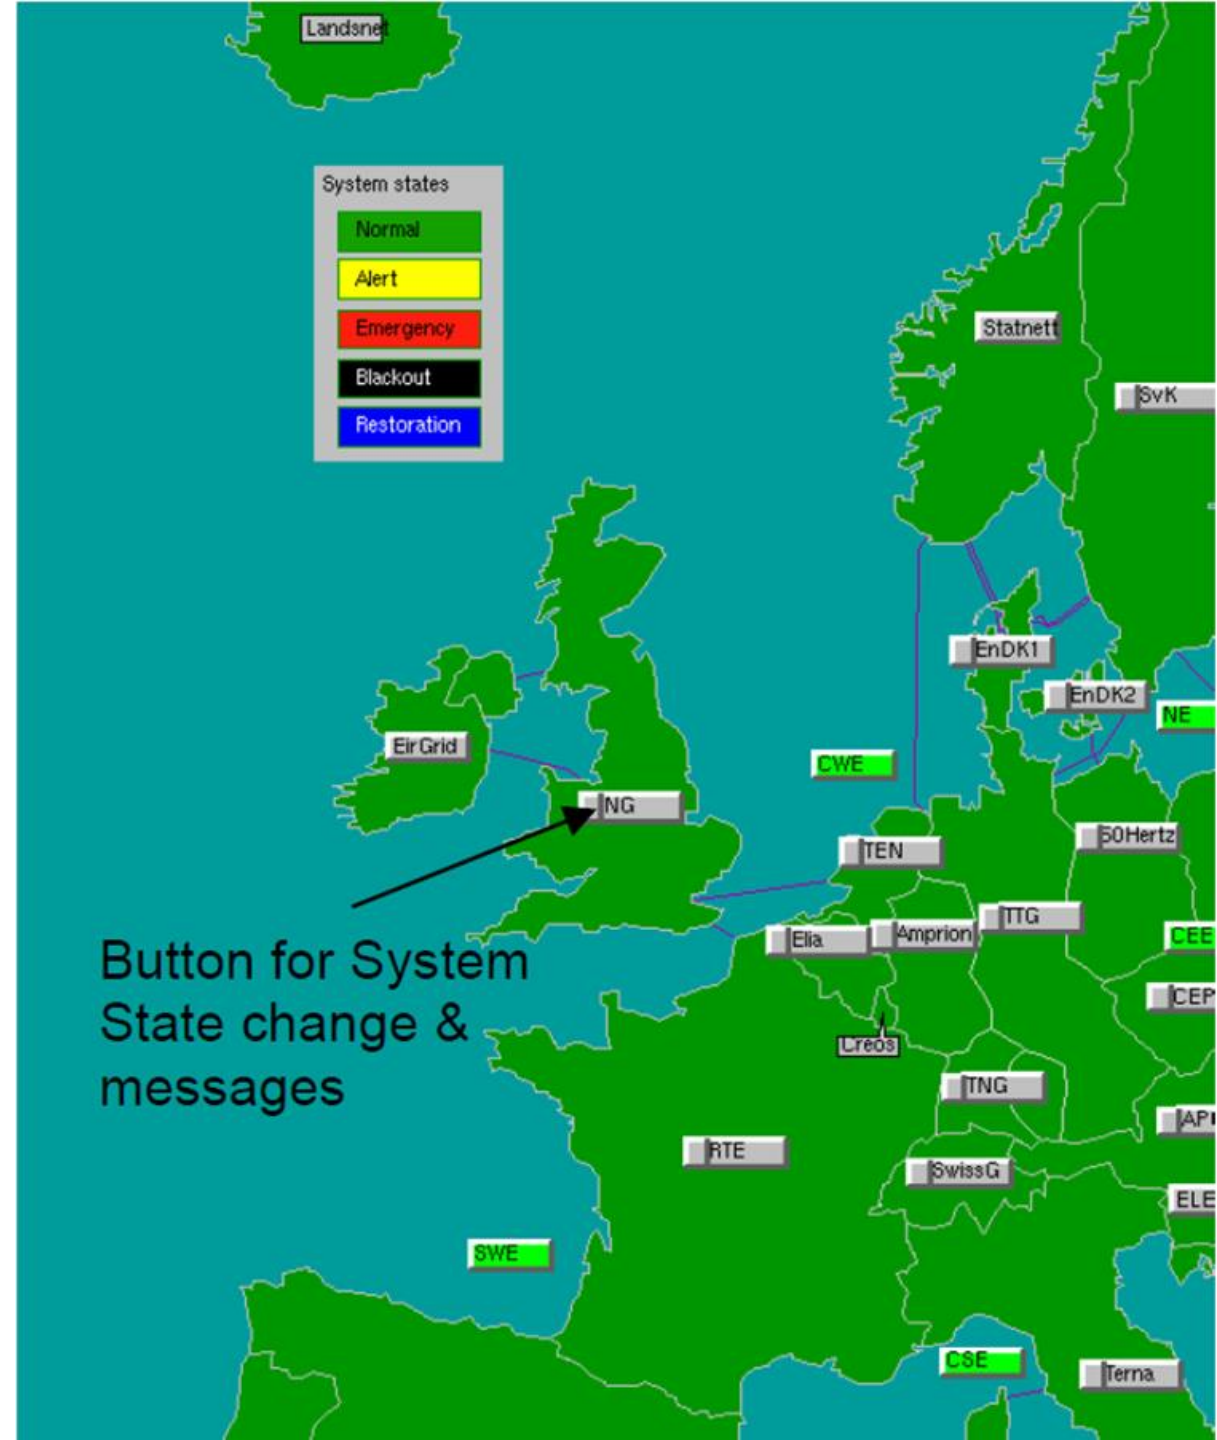 Landsnet
System states
Normal
Alert
Emergency
Blackout
Restoration
Statnett
SvK
EnDK1
EnDK2
NE
EirGrid
CWE
NG
TEN
50Hertz
TTG
Elia
Amprion
CEE
CEP
Button for System
State change &
messages
Creos
TNG
AP
RTE
SwissG
ELE
SWE
CSE
Terna